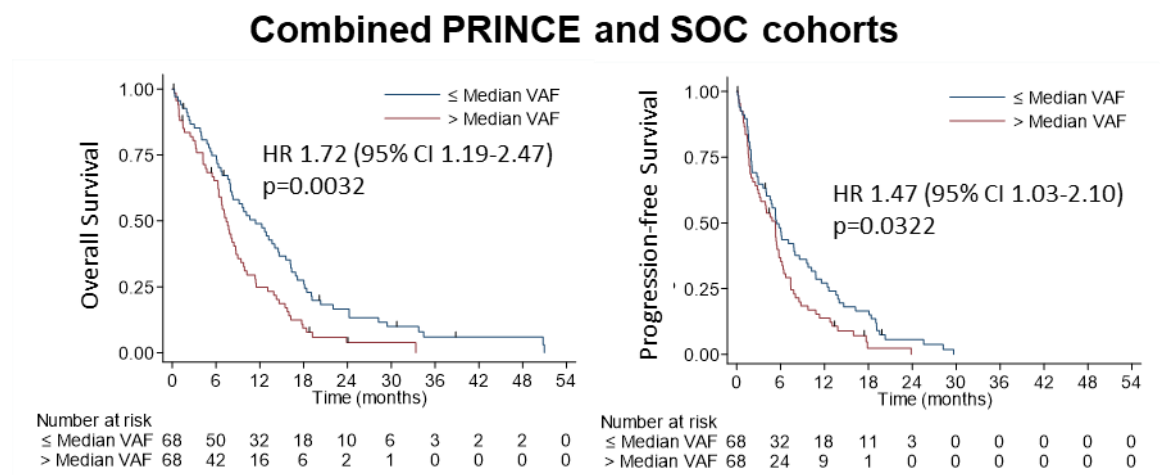 Combined PRINCE and SOC cohorts
Overall Survival
1.00
0.75
0.50
0.25
0.00
≤ Median VAF
> Median VAF
HR 1.72 (95% CI 1.19-2.47)
p=0.0032
0 6 12 18 24 30 36 42 48 54
Time (months)
Number at risk
≤ Median VAF 68 50 32 18 10 6 3 2 2 0
> Median VAF 68 42 16 6 2 1 0 0 0 0
Progression-free Survival
1.00
0.75
0.50
0.25
0.00
≤ Median VAF
> Median VAF
HR 1.47 (95% CI 1.03-2.10)
p=0.0322
0 6 12 18 24 30 36 42 48 54
Time (months)
Number at risk
≤ Median VAF 68 32 18 11 3 0 0 0 0 0
> Median VAF 68 24 9 1 0 0 0 0 0 0